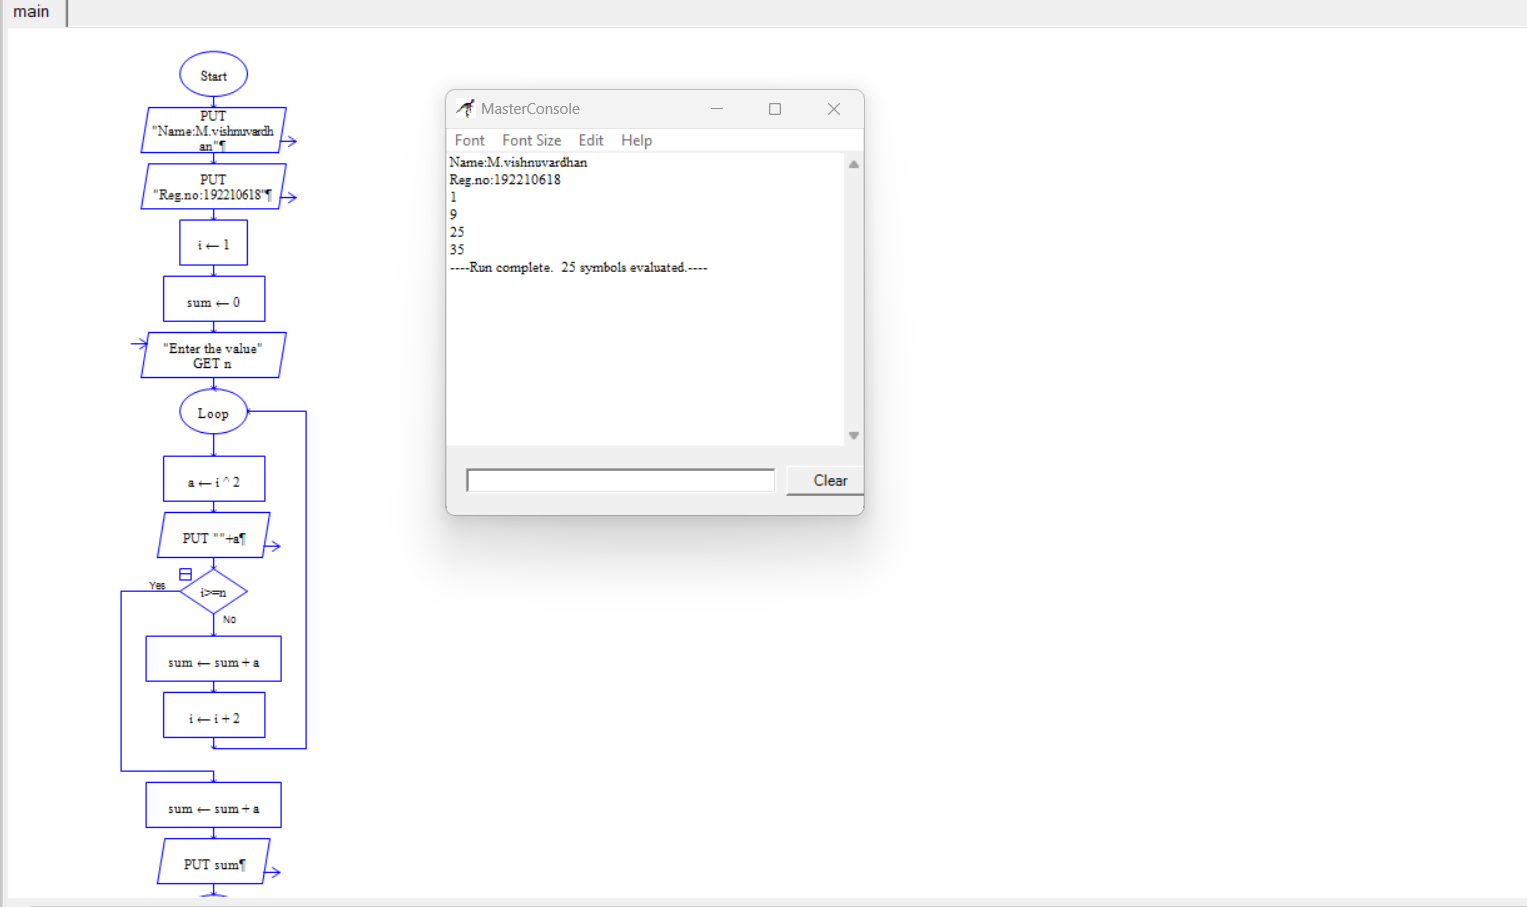 main
Start
PUT
"Name:M.vishnuvardh
an"¶
PUT
"Reg.no:192210618"¶
i ← 1
sum ← 0
"Enter the value"
GET n
Loop
a ← i ^ 2
PUT ""+a¶
Yes
i>=n
No
sum ← sum + a
i ← i + 2
sum ← sum + a
PUT sum¶
MasterConsole
Font Font Size Edit Help
Name:M.vishnuvardhan
Reg.no:192210618
1
9
25
35
----Run complete.  25 symbols evaluated.----
Clear